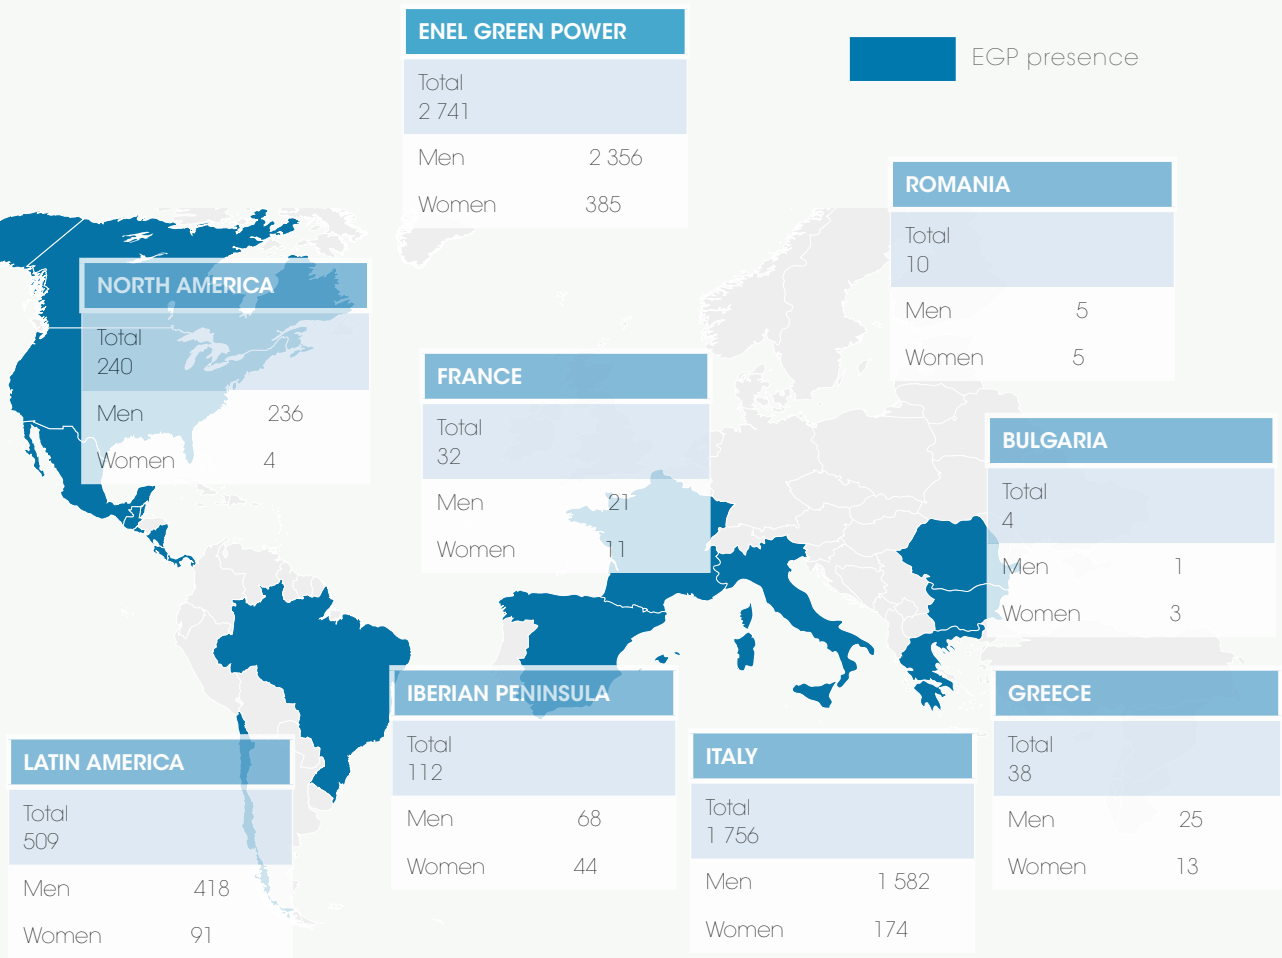 ENEL GREEN POWER
Total
2 741
Men 2 356
Women 385
EGP presence
ROMANIA
Total
10
Men 5
Women 5
NORTH AMERICA
Total
240
Men 236
Women 4
FRANCE
Total
32
Men 21
Women 11
BULGARIA
Total
4
Men 1
Women 3
IBERIAN PENINSULA
Total
112
Men 68
Women 44
GREECE
Total
38
Men 25
Women 13
LATIN AMERICA
Total
509
Men 418
Women 91
ITALY
Total
1 756
Men 1 582
Women 174